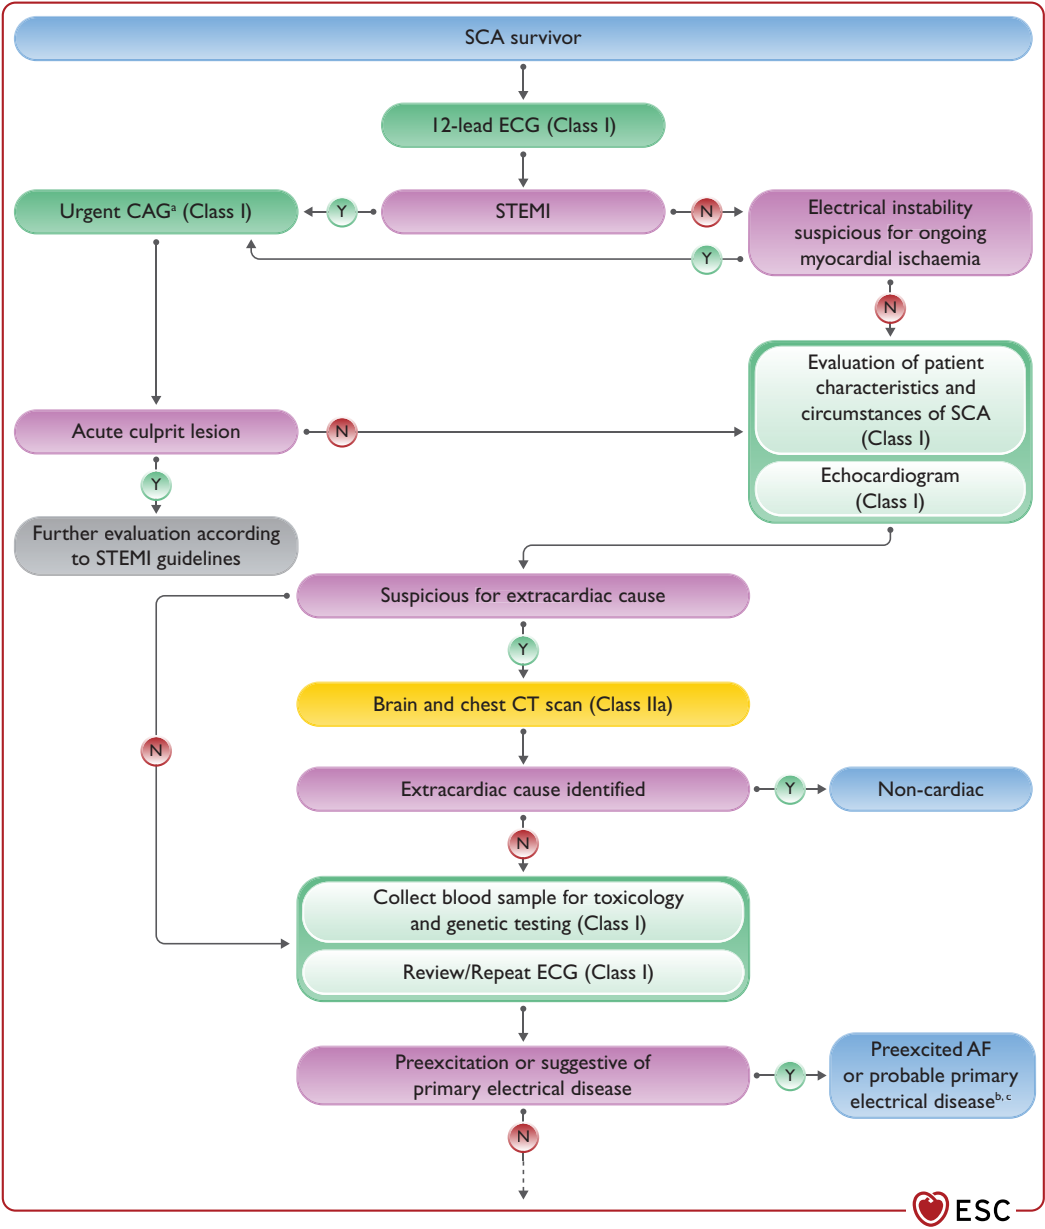 SCA survivor
12-lead ECG (Class I)
Urgent CAGᵃ (Class I)
Y
STEMI
N
Electrical instability
suspicious for ongoing
myocardial ischaemia
Y
N
Evaluation of patient
characteristics and
circumstances of SCA
(Class I)
Echocardiogram
(Class I)
Acute culprit lesion
N
Y
Further evaluation according
to STEMI guidelines
Suspicious for extracardiac cause
Y
Brain and chest CT scan (Class IIa)
N
Extracardiac cause identified
Y
Non-cardiac
N
Collect blood sample for toxicology
and genetic testing (Class I)
Review/Repeat ECG (Class I)
Preexcitation or suggestive of
primary electrical disease
Y
Preexcited AF
or probable primary
electrical diseaseᵇ,ᶜ
N
ESC